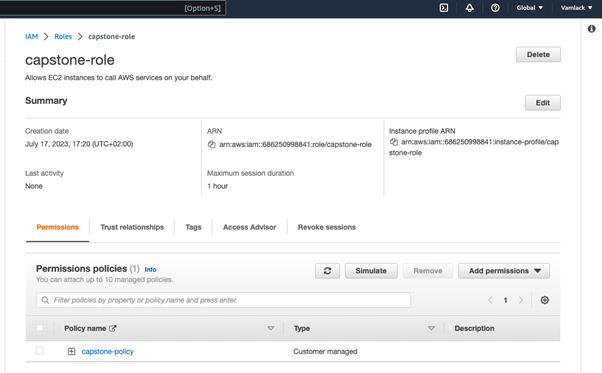 [Option+S]
Global ▼
Vamlack ▼
IAM > Roles > capstone-role
capstone-role
Delete
Allows EC2 instances to call AWS services on your behalf.
Summary
Edit
Creation date
July 17, 2023, 17:20 (UTC+02:00)
ARN
arn:aws:iam::686250998841:role/capstone-role
Instance profile ARN
arn:aws:iam::686250998841:instance-profile/cap
stone-role
Last activity
None
Maximum session duration
1 hour
Permissions
Trust relationships
Tags
Access Advisor
Revoke sessions
Permissions policies (1) Info
You can attach up to 10 managed policies.
Simulate
Remove
Add permissions ▼
Filter policies by property or policy name and press enter.
1
Policy name
Type
Description
capstone-policy
Customer managed